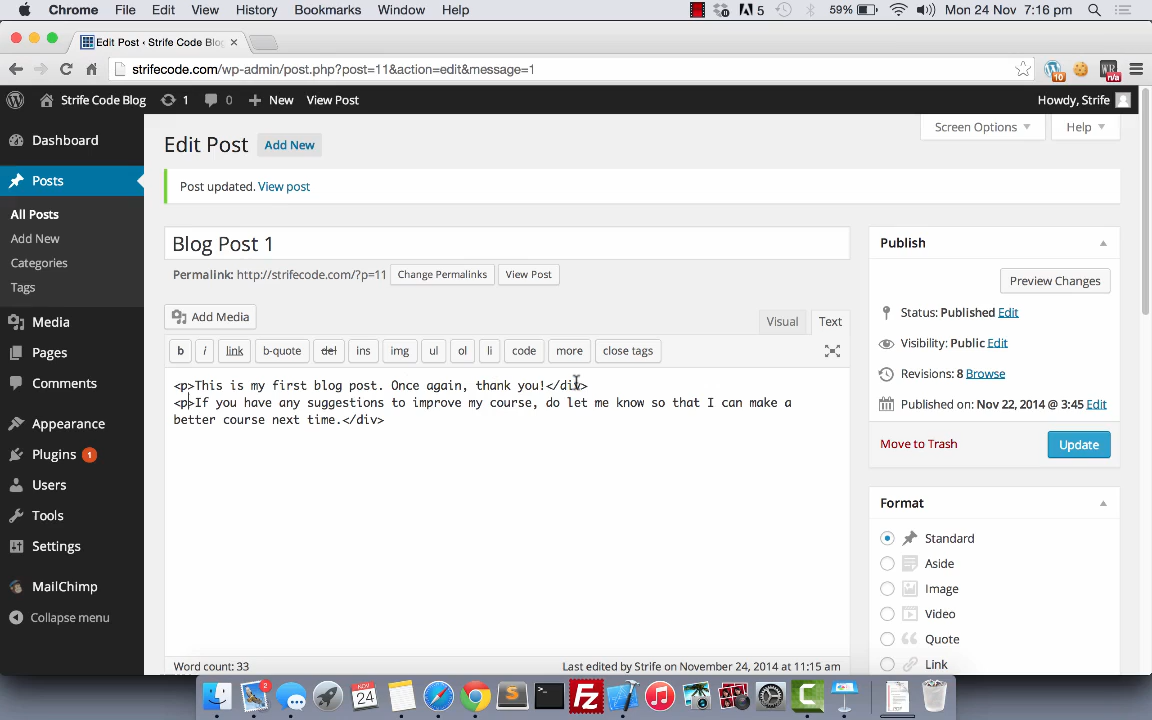 Chrome File Edit View History Bookmarks Window Help 5 59% Mon 24 Nov 7:16 pm
Edit Post ‹ Strife Code Blog
strifecode.com/wp-admin/post.php?post=11&action=edit&message=1
10
n/a
Strife Code Blog 1 0 New View Post Howdy, Strife
Dashboard
Posts
All Posts
Add New
Categories
Tags
Media
Pages
Comments
Appearance
Plugins 1
Users
Tools
Settings
MailChimp
Collapse menu
Screen Options Help
Edit Post Add New
Post updated. View post
Blog Post 1
Permalink: http://strifecode.com/?p=11 Change Permalinks View Post
Add Media
Visual Text
b i link b-quote del ins img ul ol li code more close tags
<p>This is my first blog post. Once again, thank you!</div>
<p>If you have any suggestions to improve my course, do let me know so that I can make a
better course next time.</div>
Word count: 33 Last edited by Strife on November 24, 2014 at 11:15 am
Publish
Preview Changes
Status: Published Edit
Visibility: Public Edit
Revisions: 8 Browse
Published on: Nov 22, 2014 @ 3:45 Edit
Move to Trash Update
Format
Standard
Aside
Image
Video
Quote
Link
2
NOV
24
Fz
PDF